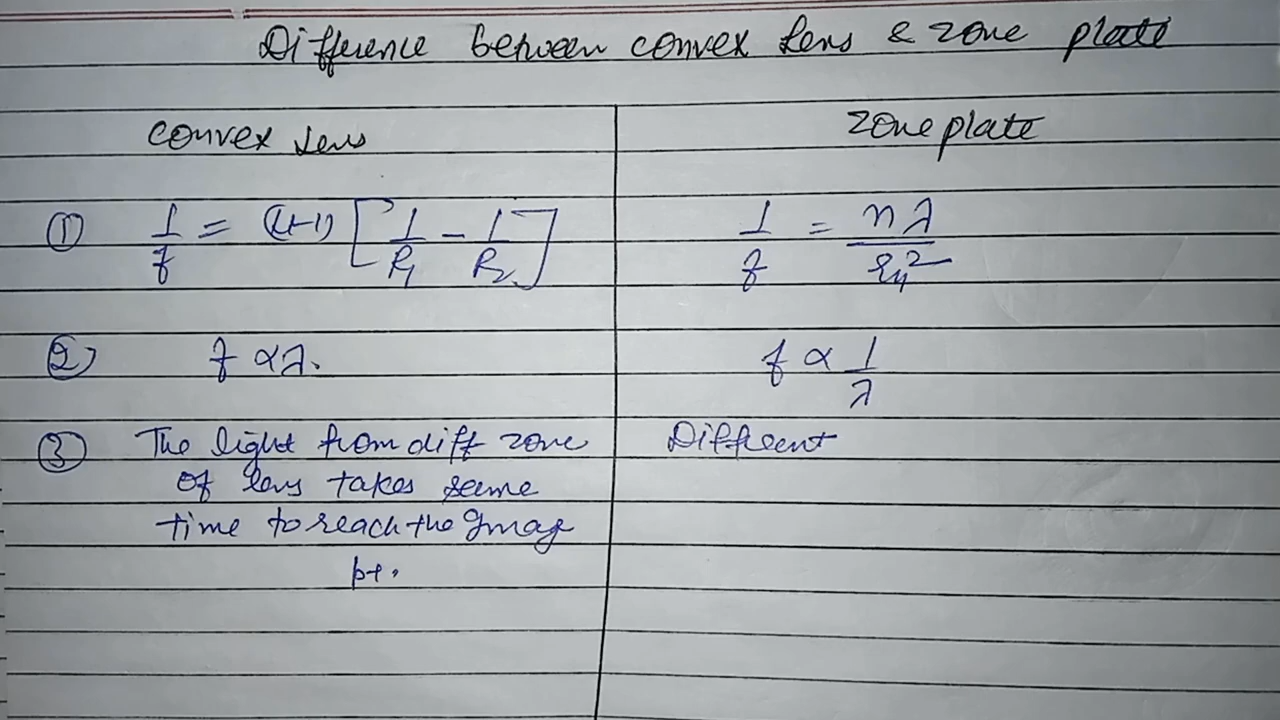 Difference between convex Lens & zone plate
convex Lens
zone plate
① 1/f = (μ-1) [1/R₁ - 1/R₂]
1/f = nλ/rₙ²
② f ∝ λ.
f ∝ 1/λ
③ The light from diff zone
of lens takes same
time to reach the Image
pt.
Different